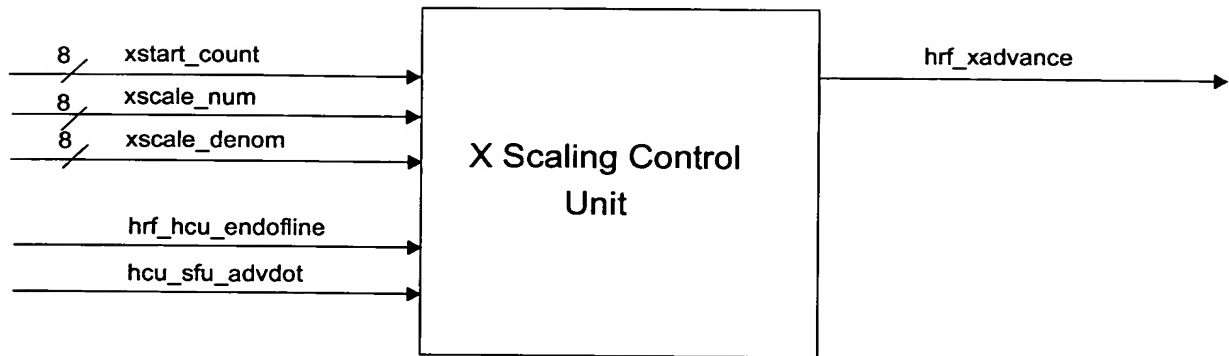 8 xstart_count
hrf_xadvance
8 xscale_num
8 xscale_denom
X Scaling Control
Unit
hrf_hcu_endofline
hcu_sfu_advdot